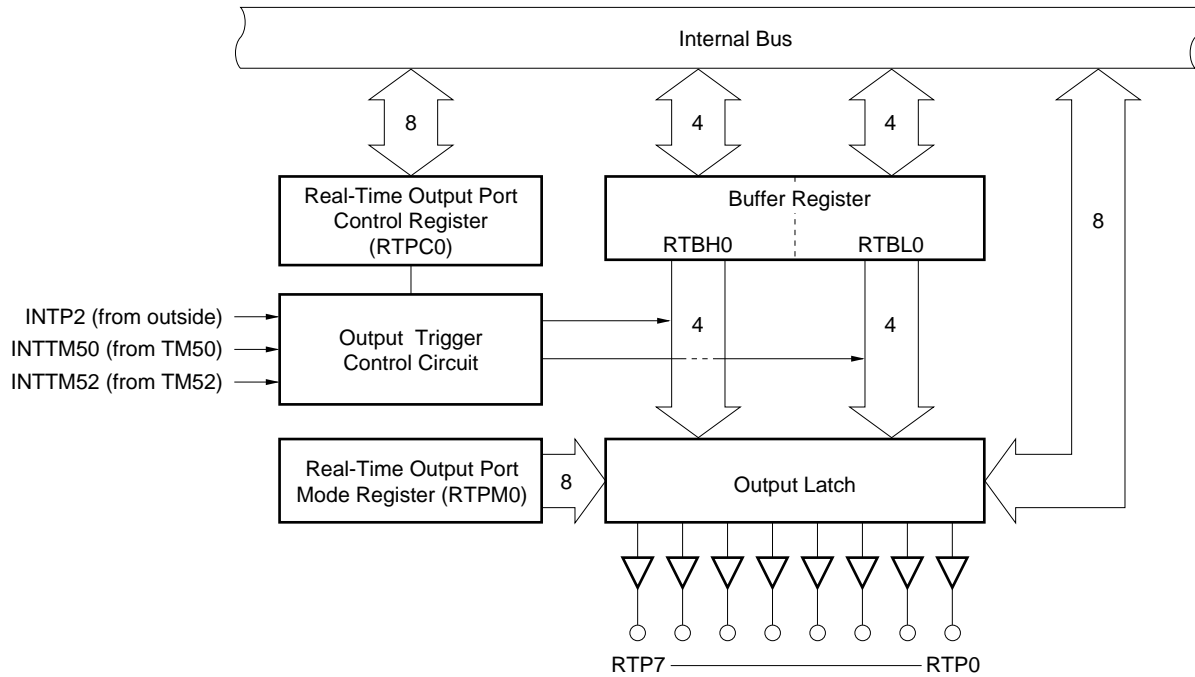 Internal Bus
8
4
4
Real-Time Output Port
Control Register
(RTPC0)
Buffer Register
RTBH0
RTBL0
8
INTP2 (from outside)
INTTM50 (from TM50)
INTTM52 (from TM52)
Output Trigger
Control Circuit
4
4
Real-Time Output Port
Mode Register (RTPM0)
8
Output Latch
RTP7
RTP0